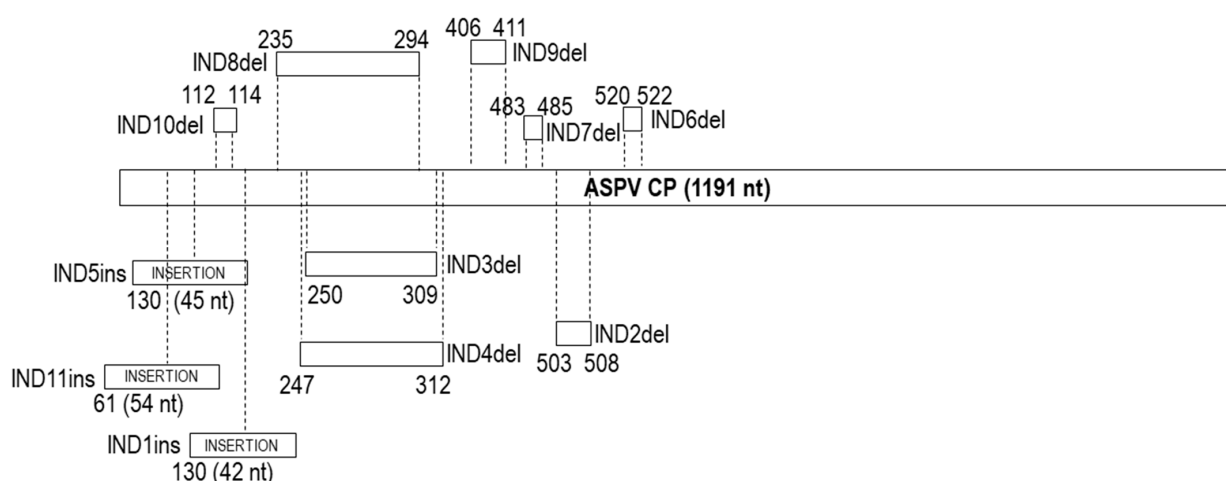 235 294 406 411
IND8del IND9del
112 114 483 485 520 522
IND10del IND7del IND6del
ASPV CP (1191 nt)
IND5ins INSERTION IND3del
130 (45 nt) 250 309
IND2del
IND4del
503 508
IND11ins INSERTION 247 312
61 (54 nt)
IND1ins INSERTION
130 (42 nt)